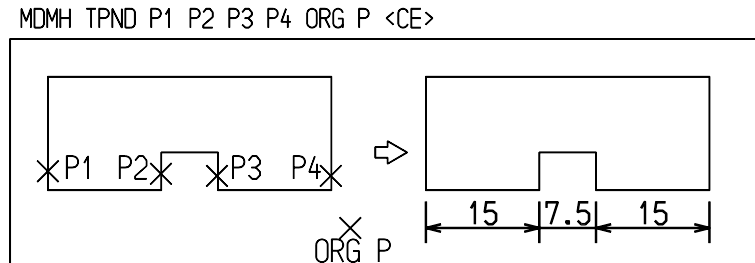 MDMH TPND P1 P2 P3 P4 ORG P <CE>
P1 P2 P3 P4
15 7.5 15
ORG P